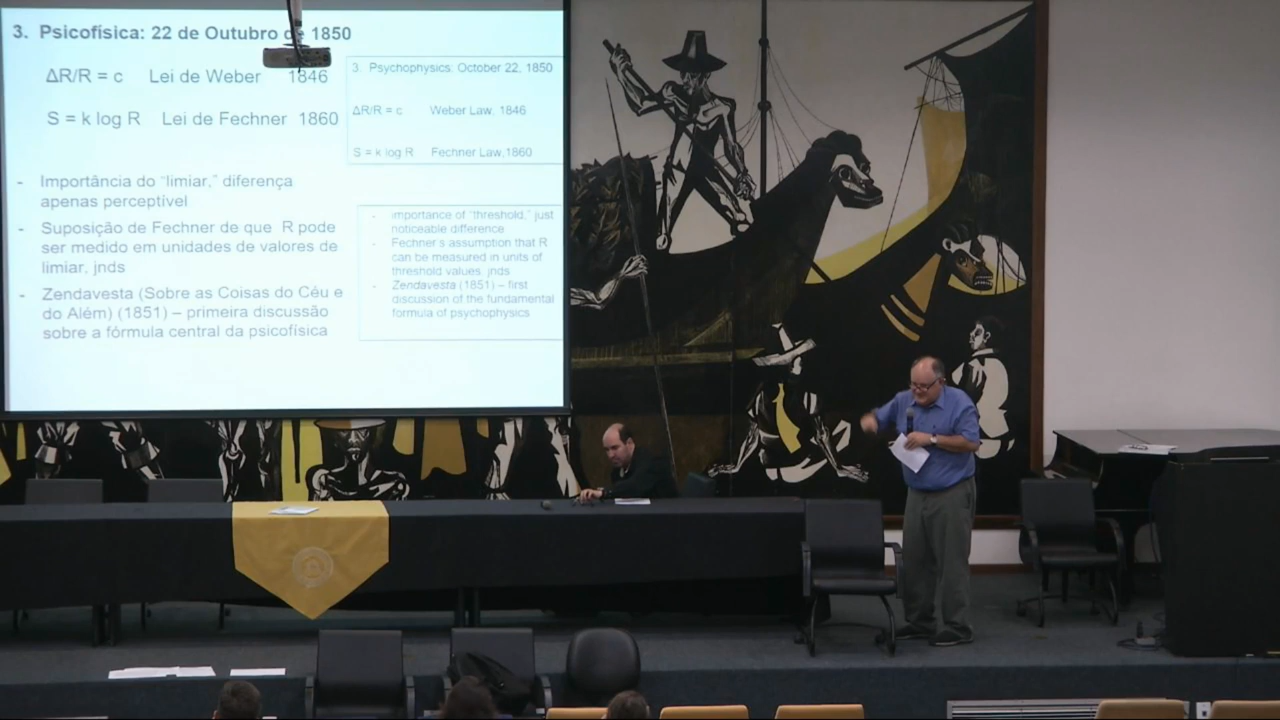 3. Psicofísica: 22 de Outubro de 1850
ΔR/R = c Lei de Weber 1846
S = k log R Lei de Fechner 1860
- Importância do “limiar,” diferença
apenas perceptível
- Suposição de Fechner de que R pode
ser medido em unidades de valores de
limiar, jnds
- Zendavesta (Sobre as Coisas do Céu e
do Além) (1851) – primeira discussão
sobre a fórmula central da psicofísica
3. Psychophysics: October 22, 1850
ΔR/R = c Weber Law, 1846
S = k log R Fechner Law,1860
- importance of “threshold,” just
noticeable difference
- Fechner's assumption that R
can be measured in units of
threshold values, jnds
- Zendavesta (1851) – first
discussion of the fundamental
formula of psychophysics